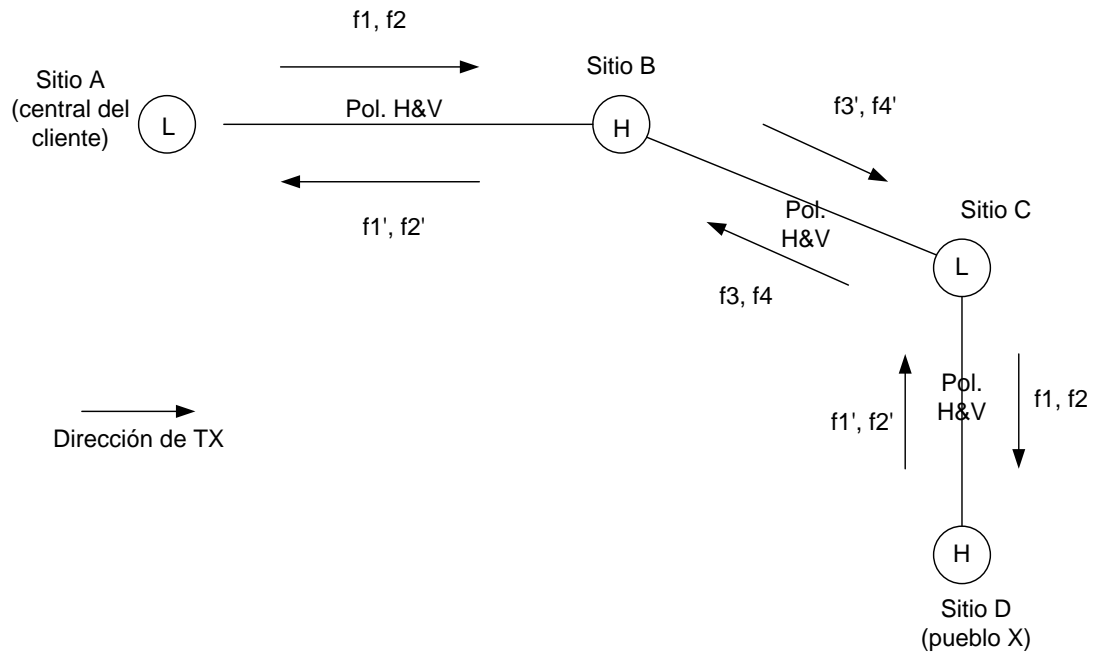 f1, f2
Sitio A
(central del
cliente)
L
Pol. H&V
Sitio B
H
f1', f2'
f3', f4'
Pol.
H&V
f3, f4
Sitio C
L
Dirección de TX
f1', f2'
Pol.
H&V
f1, f2
H
Sitio D
(pueblo X)